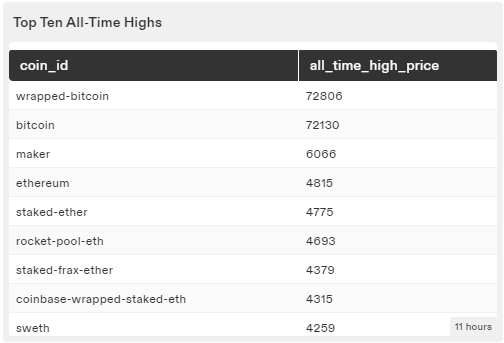 Top Ten All-Time Highs
coin_id all_time_high_price
wrapped-bitcoin 72806
bitcoin 72130
maker 6066
ethereum 4815
staked-ether 4775
rocket-pool-eth 4693
staked-frax-ether 4379
coinbase-wrapped-staked-eth 4315
sweth 4259
11 hours